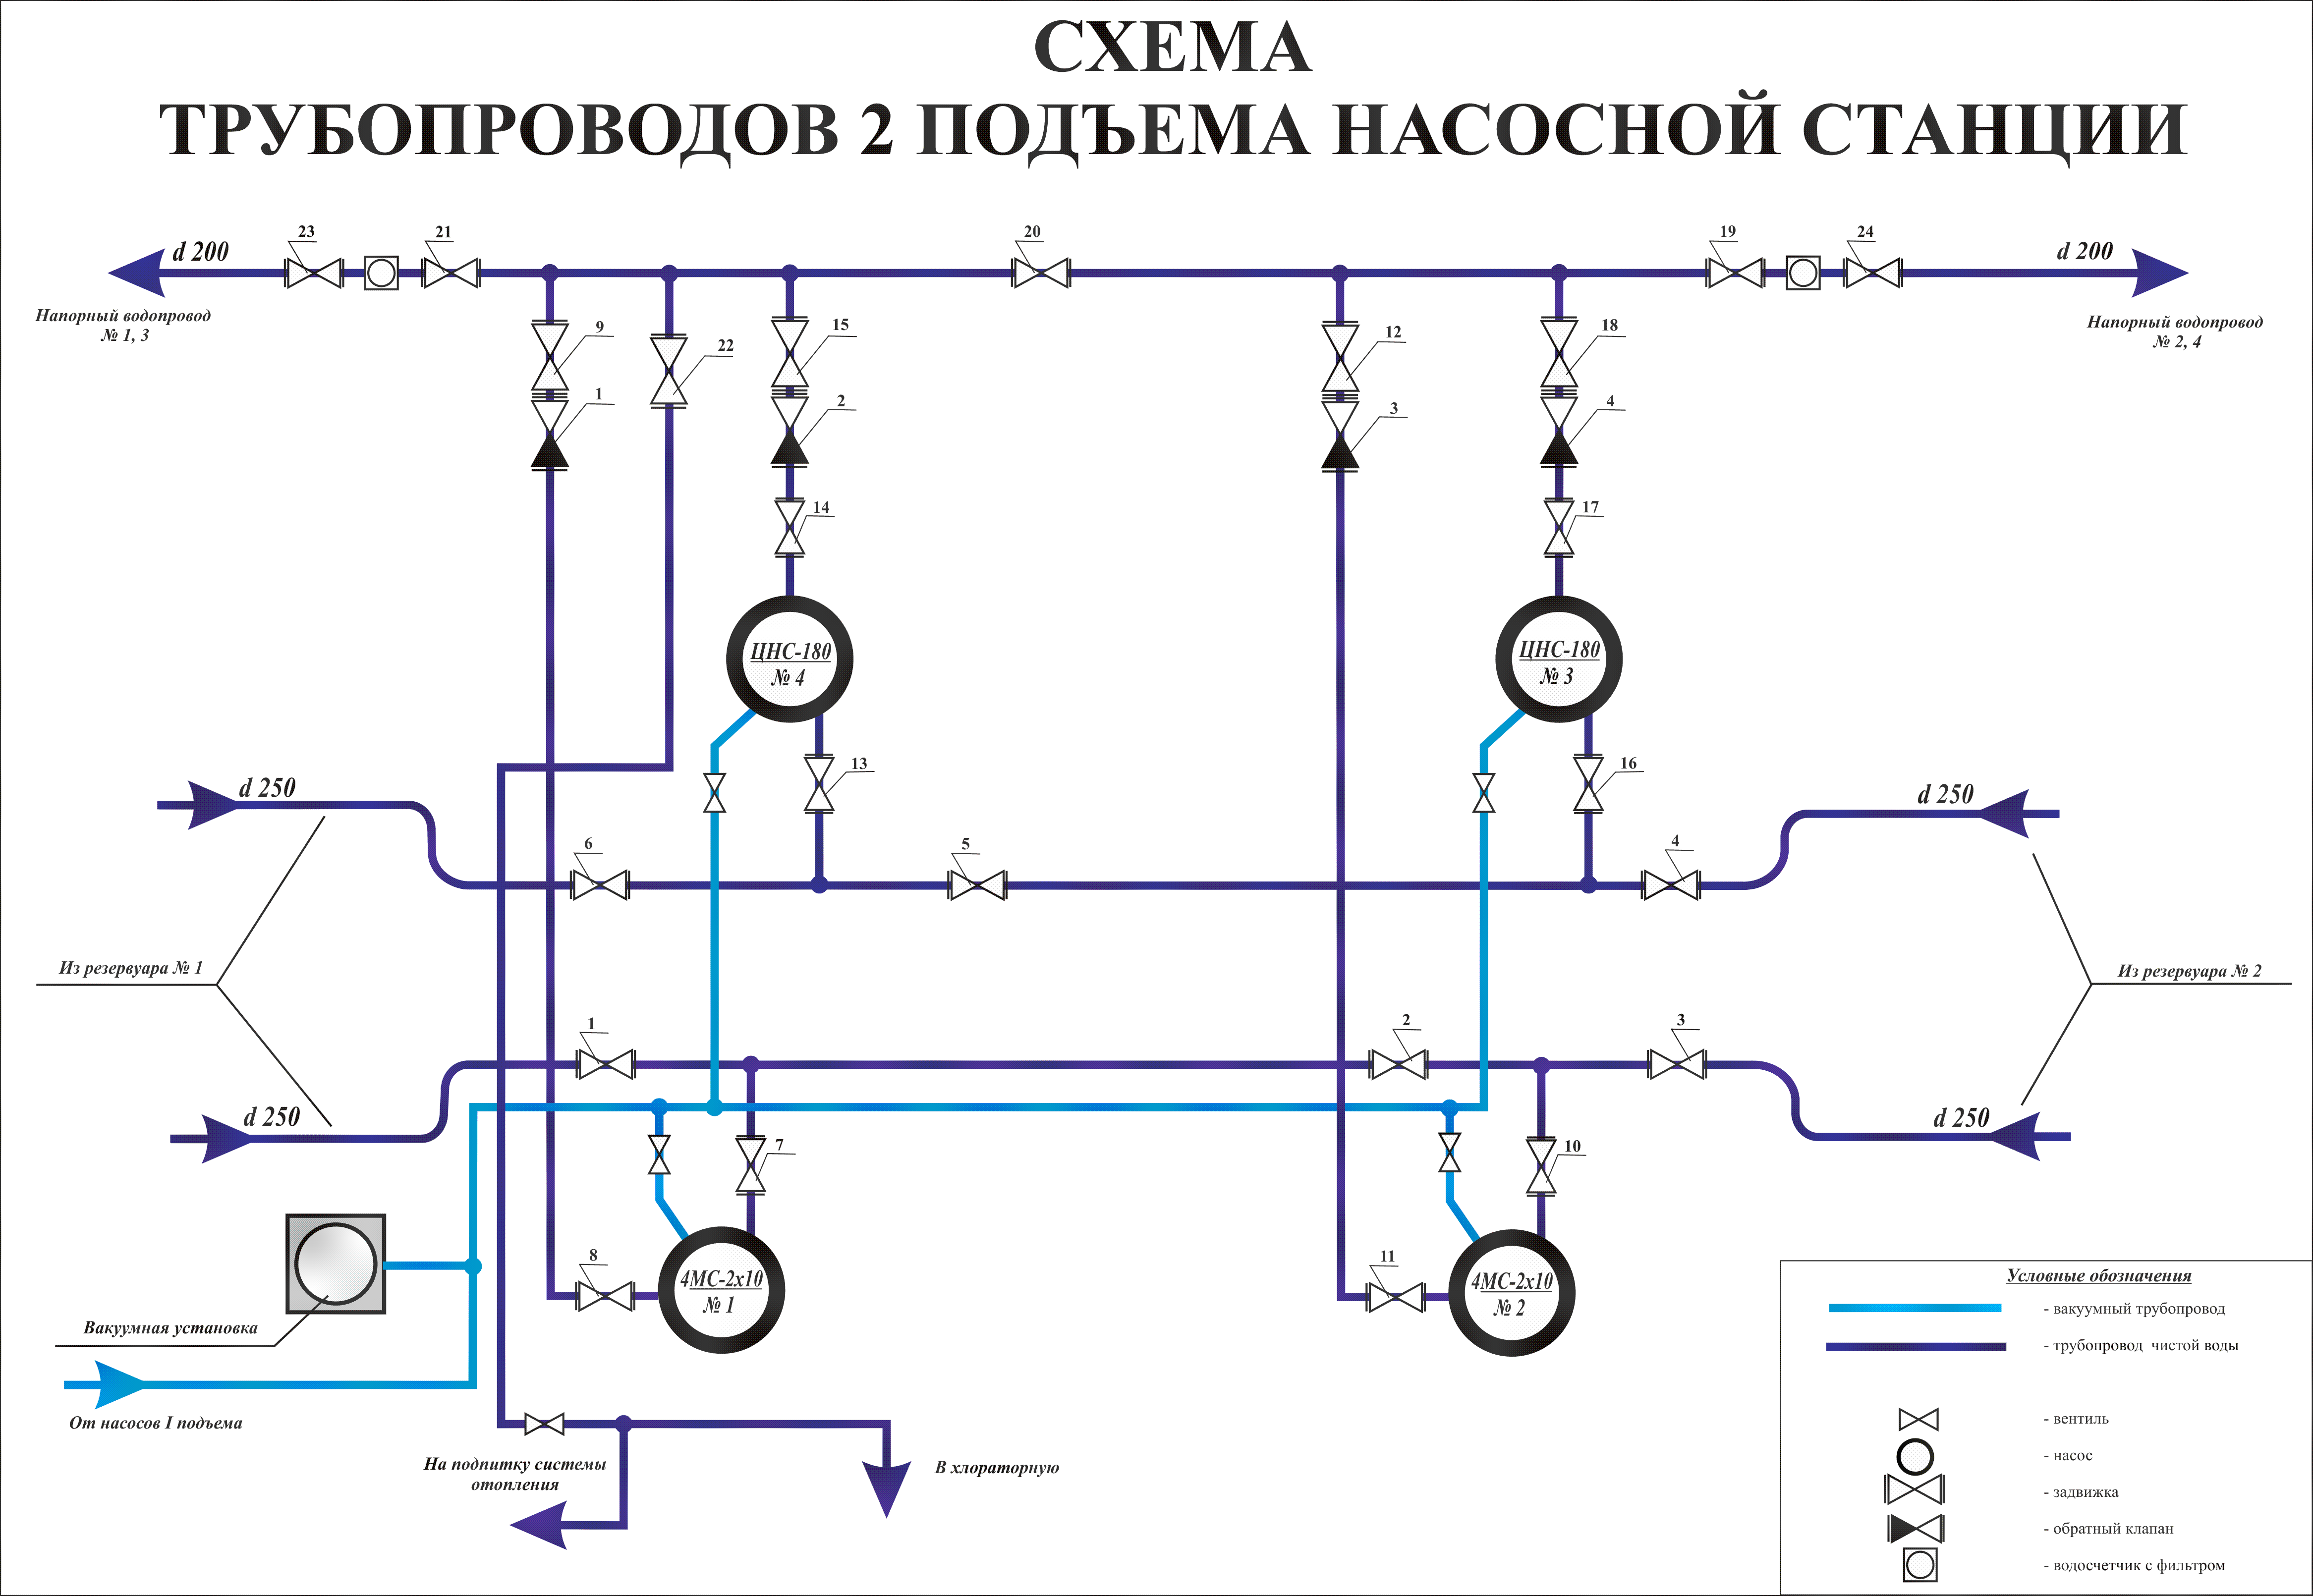 СХЕМА
ТРУБОПРОВОДОВ 2 ПОДЪЕМА НАСОСНОЙ СТАНЦИИ
23
21
20
19
24
d 200
d 200
Напорный водопровод
№ 1, 3
Напорный водопровод
№ 2, 4
9
22
15
12
18
1
2
3
4
14
17
ЦНС-180
№ 4
ЦНС-180
№ 3
13
16
d 250
d 250
6
5
4
Из резервуара № 1
Из резервуара № 2
1
2
3
d 250
d 250
7
10
8
11
4МС-2х10
№ 1
4МС-2х10
№ 2
Вакуумная установка
От насосов I подъема
На подпитку системы
отопления
В хлораторную
Условные обозначения
- вакуумный трубопровод
- трубопровод чистой воды
- вентиль
- насос
- задвижка
- обратный клапан
- водосчетчик с фильтром